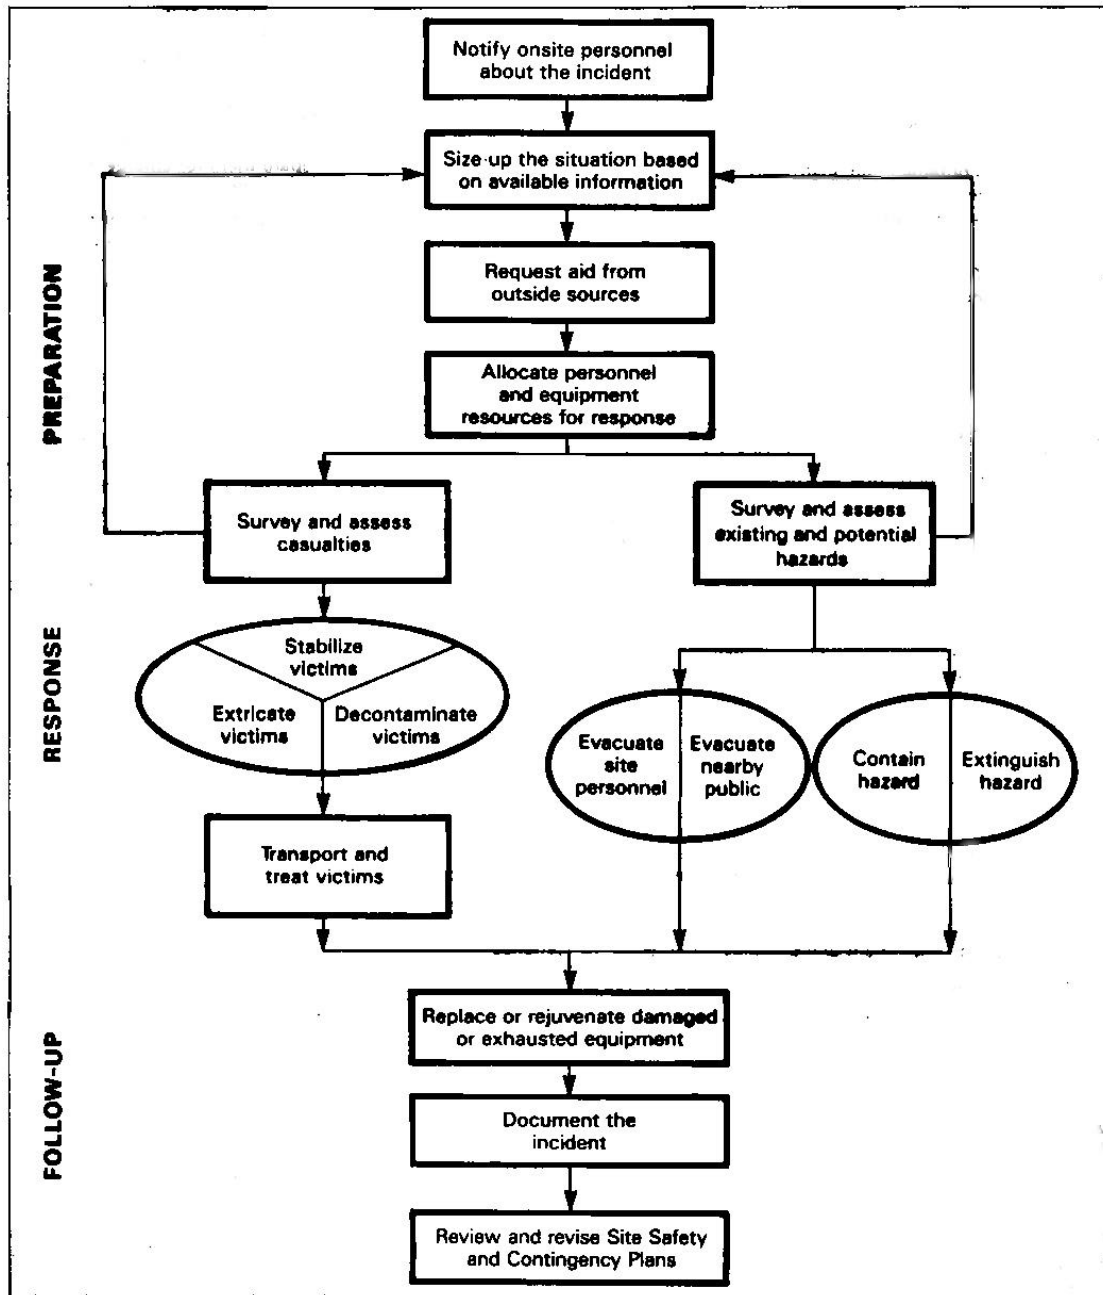 Notify onsite personnel
about the incident
Size-up the situation based
on available information
Request aid from
outside sources
PREPARATION
Allocate personnel
and equipment
resources for response
Survey and assess
casualties
Survey and assess
existing and potential
hazards
RESPONSE
Stabilize
victims
Extricate
victims
Decontaminate
victims
Evacuate
site
personnel
Evacuate
nearby
public
Contain
hazard
Extinguish
hazard
Transport and
treat victims
FOLLOW-UP
Replace or rejuvenate damaged
or exhausted equipment
Document the
incident
Review and revise Site Safety
and Contingency Plans